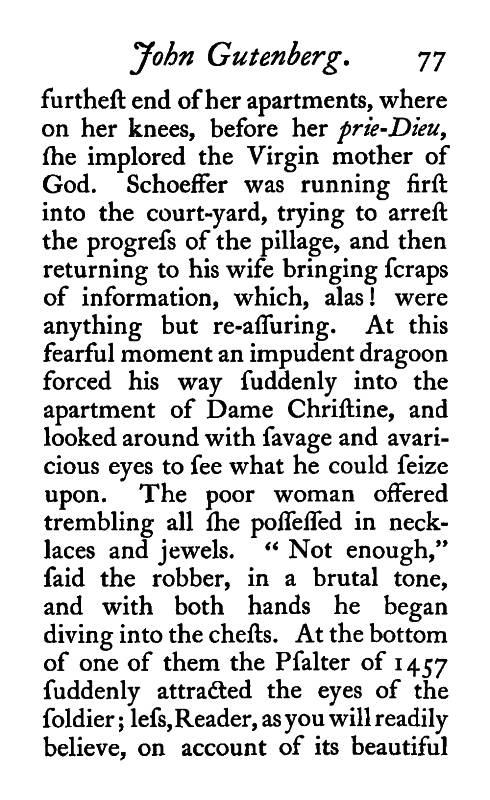 John Gutenberg. 77
furtheſt end of her apartments, where
on her knees, before her prie-Dieu,
ſhe implored the Virgin mother of
God. Schoeffer was running firſt
into the court-yard, trying to arreſt
the progreſs of the pillage, and then
returning to his wife bringing ſcraps
of information, which, alas! were
anything but re-aſſuring. At this
fearful moment an impudent dragoon
forced his way ſuddenly into the
apartment of Dame Chriſtine, and
looked around with ſavage and avari-
cious eyes to ſee what he could ſeize
upon. The poor woman offered
trembling all ſhe poſſeſſed in neck-
laces and jewels. “ Not enough,”
ſaid the robber, in a brutal tone,
and with both hands he began
diving into the cheſts. At the bottom
of one of them the Pſalter of 1457
ſuddenly attracted the eyes of the
ſoldier; leſs, Reader, as you will readily
believe, on account of its beautiful